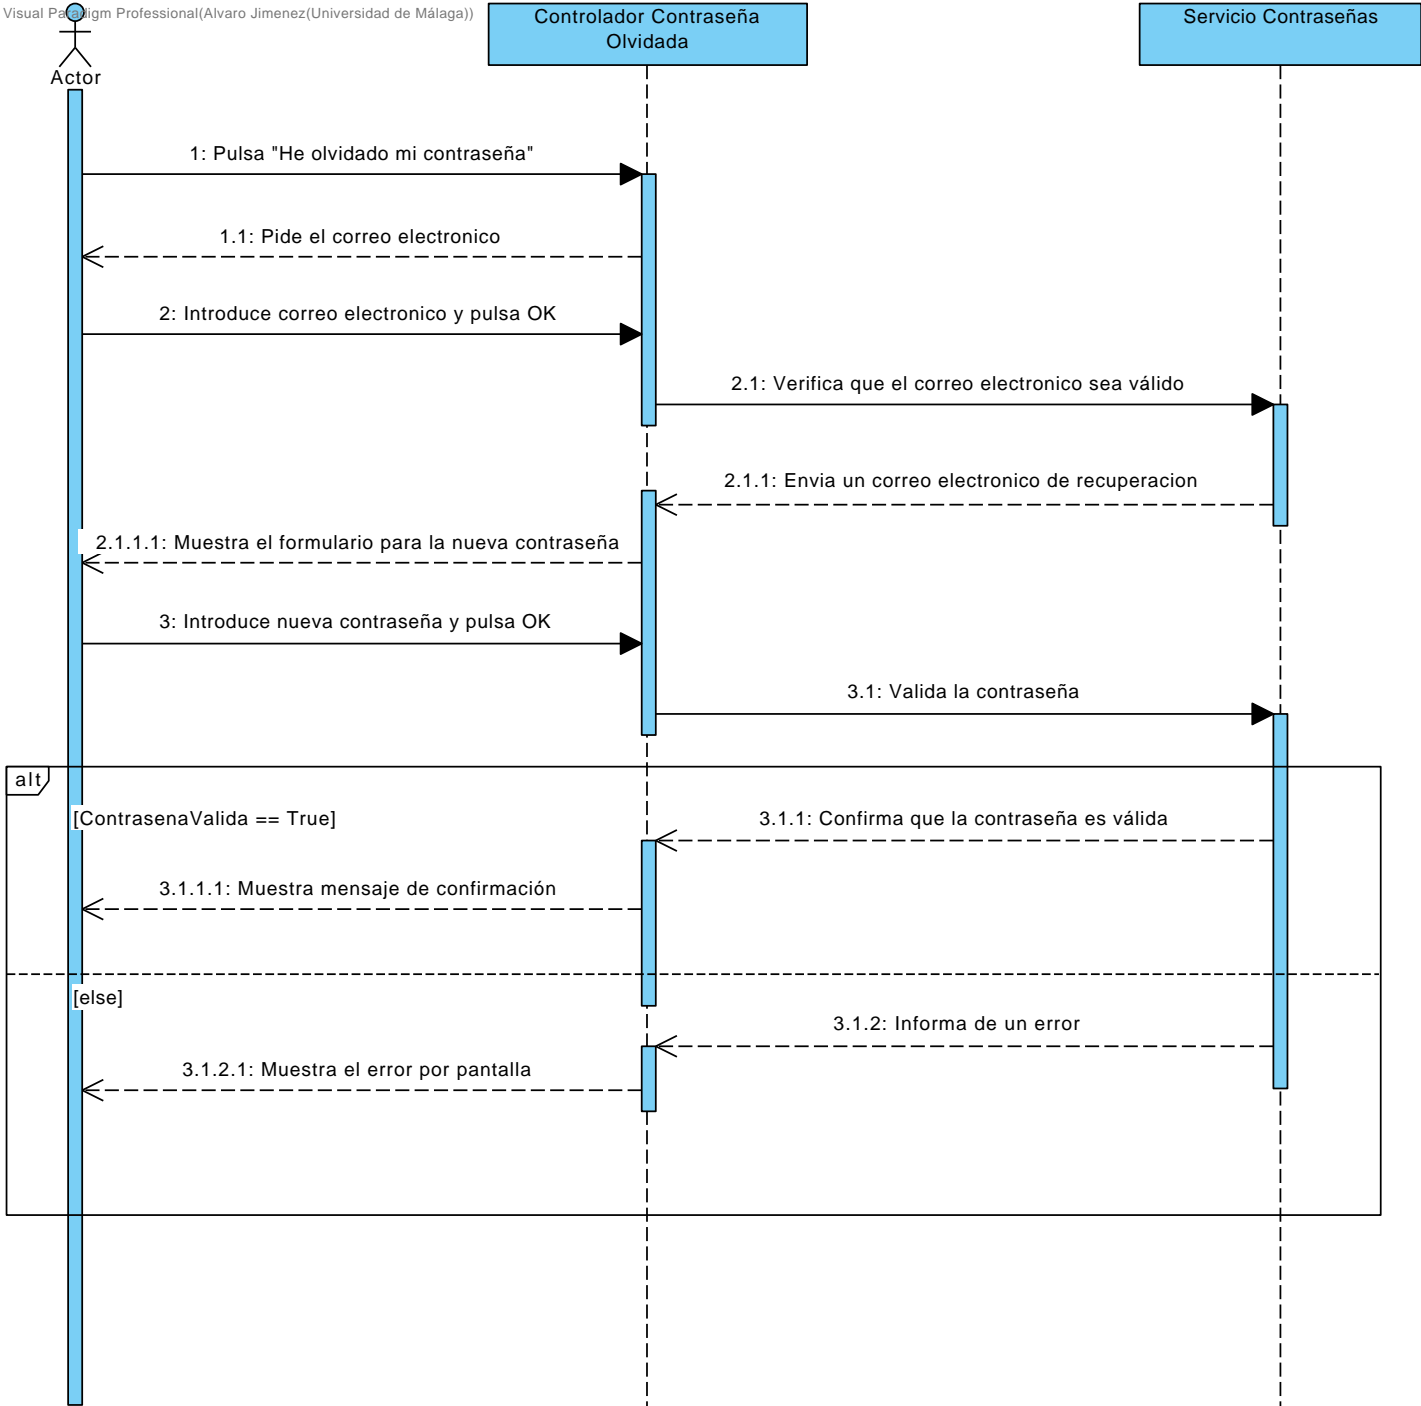 Visual Paradigm Professional(Alvaro Jimenez(Universidad de Málaga))
Actor
Controlador Contraseña
Olvidada
Servicio Contraseñas
1: Pulsa "He olvidado mi contraseña"
1.1: Pide el correo electronico
2: Introduce correo electronico y pulsa OK
2.1: Verifica que el correo electronico sea válido
2.1.1: Envia un correo electronico de recuperacion
2.1.1.1: Muestra el formulario para la nueva contraseña
3: Introduce nueva contraseña y pulsa OK
3.1: Valida la contraseña
alt
[ContrasenaValida == True]
3.1.1: Confirma que la contraseña es válida
3.1.1.1: Muestra mensaje de confirmación
[else]
3.1.2: Informa de un error
3.1.2.1: Muestra el error por pantalla